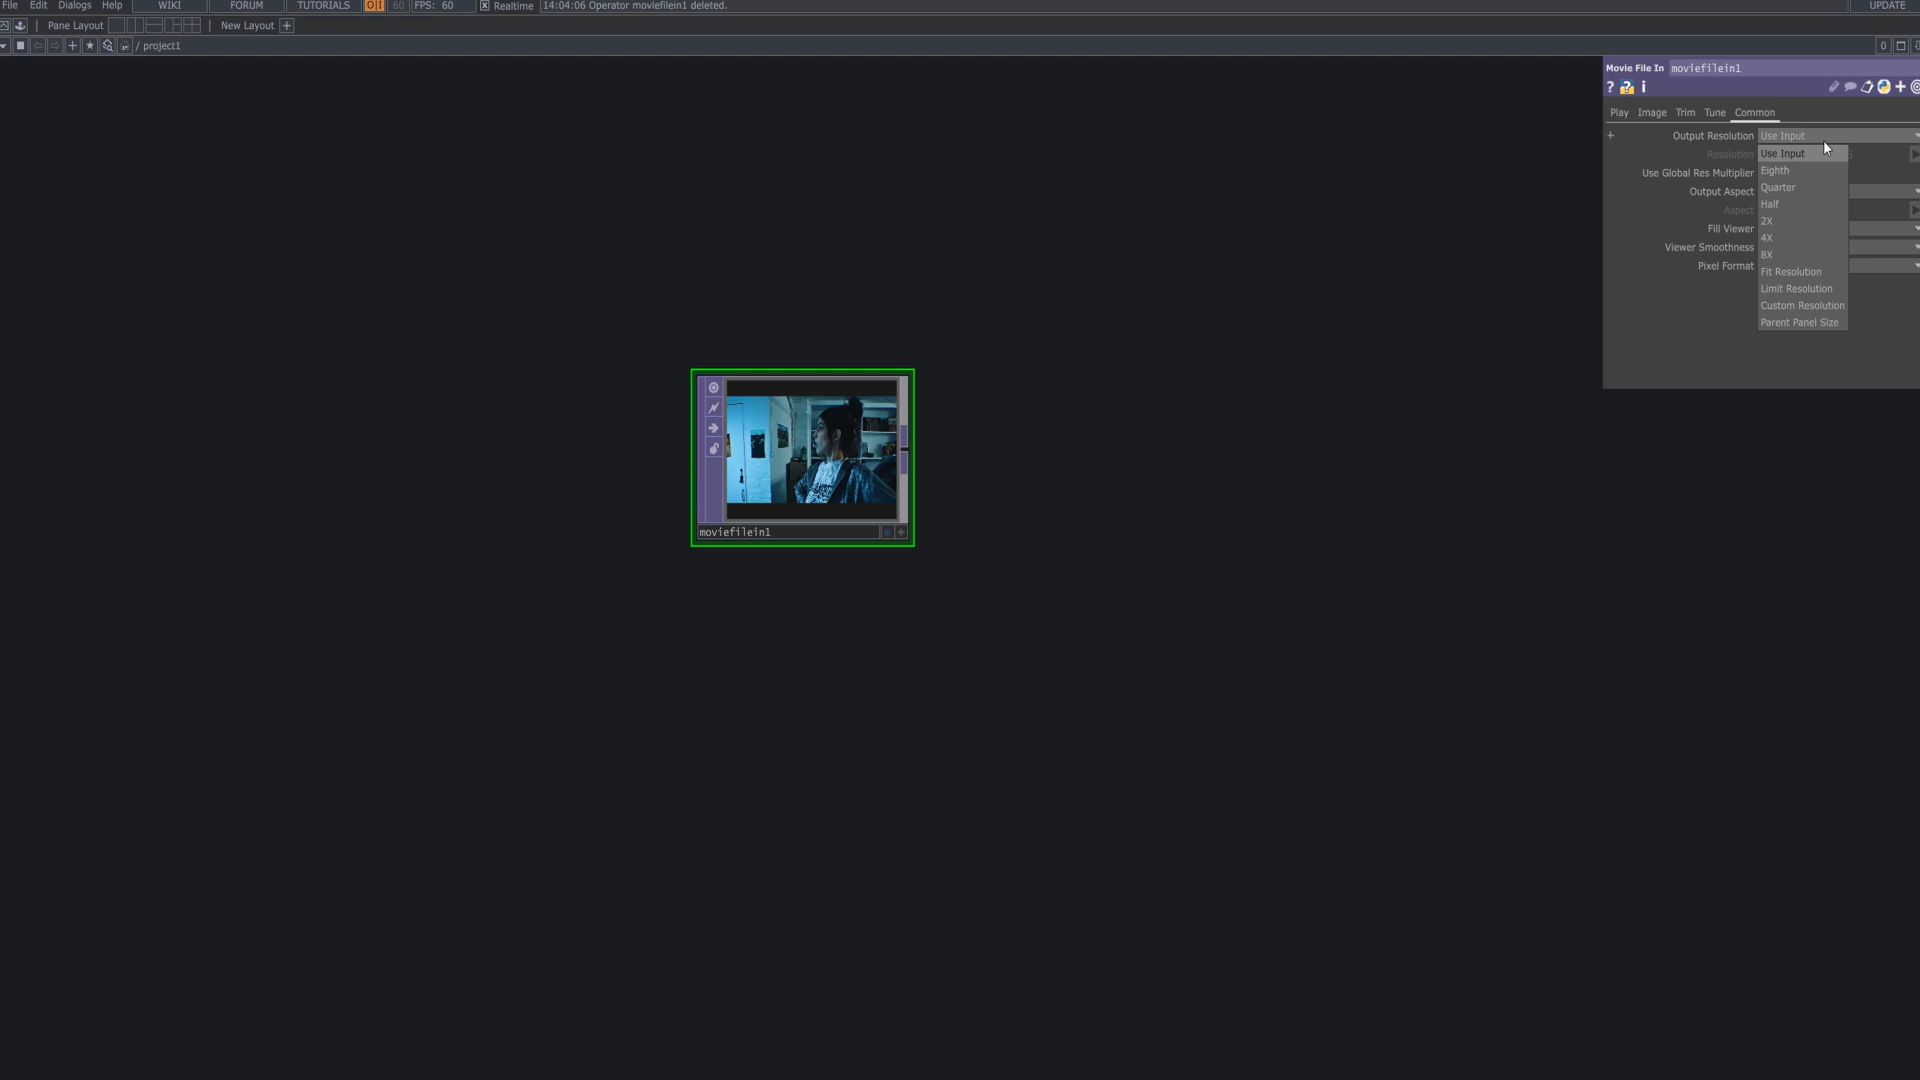 File Edit Dialogs Help WIKI FORUM TUTORIALS O|I 60 FPS: 60 Realtime 14:04:06 Operator moviefilein1 deleted. UPDATE
Pane Layout New Layout +
/ project1 0
Movie File In moviefilein1
? ? i
Play Image Trim Tune Common
+ Output Resolution Use Input
Resolution Use Input
Eighth
Use Global Res Multiplier
Quarter
Output Aspect
Half
Aspect
2X
Fill Viewer
4X
Viewer Smoothness
8X
Pixel Format
Fit Resolution
Limit Resolution
Custom Resolution
Parent Panel Size
moviefilein1